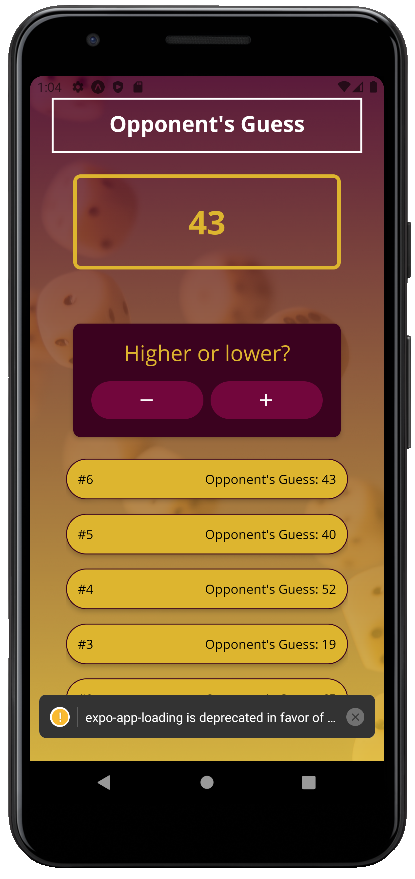 1:04
Opponent's Guess
43
Higher or lower?
− +
#6 Opponent's Guess: 43
#5 Opponent's Guess: 40
#4 Opponent's Guess: 52
#3 Opponent's Guess: 19
expo-app-loading is deprecated in favor of ...